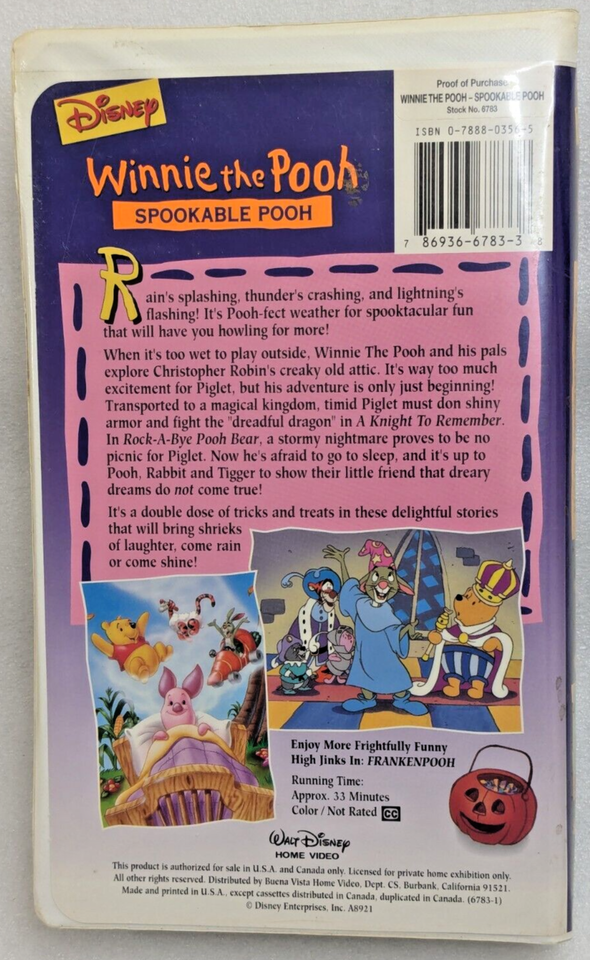 Disney
Winnie the Pooh
SPOOKABLE POOH
Proof of Purchase
WINNIE THE POOH – SPOOKABLE POOH
Stock No. 6783
ISBN 0-7888-0356-5
7 86936-6783-3 8
Rain's splashing, thunder's crashing, and lightning's
flashing! It's Pooh-fect weather for spooktacular fun
that will have you howling for more!
When it's too wet to play outside, Winnie The Pooh and his pals
explore Christopher Robin's creaky old attic. It's way too much
excitement for Piglet, but his adventure is only just beginning!
Transported to a magical kingdom, timid Piglet must don shiny
armor and fight the "dreadful dragon" in A Knight To Remember.
In Rock-A-Bye Pooh Bear, a stormy nightmare proves to be no
picnic for Piglet. Now he's afraid to go to sleep, and it's up to
Pooh, Rabbit and Tigger to show their little friend that dreary
dreams do not come true!
It's a double dose of tricks and treats in these delightful stories
that will bring shrieks
of laughter, come rain
or come shine!
Enjoy More Frightfully Funny
High Jinks In: FRANKENPOOH
Running Time:
Approx. 33 Minutes
Color / Not Rated CC
Walt Disney
HOME VIDEO
This product is authorized for sale in U.S.A. and Canada only. Licensed for private home exhibition only.
All other rights reserved. Distributed by Buena Vista Home Video, Dept. CS, Burbank, California 91521.
Made and printed in U.S.A., except cassettes distributed in Canada, duplicated in Canada. (6783-1)
© Disney Enterprises, Inc. A8921